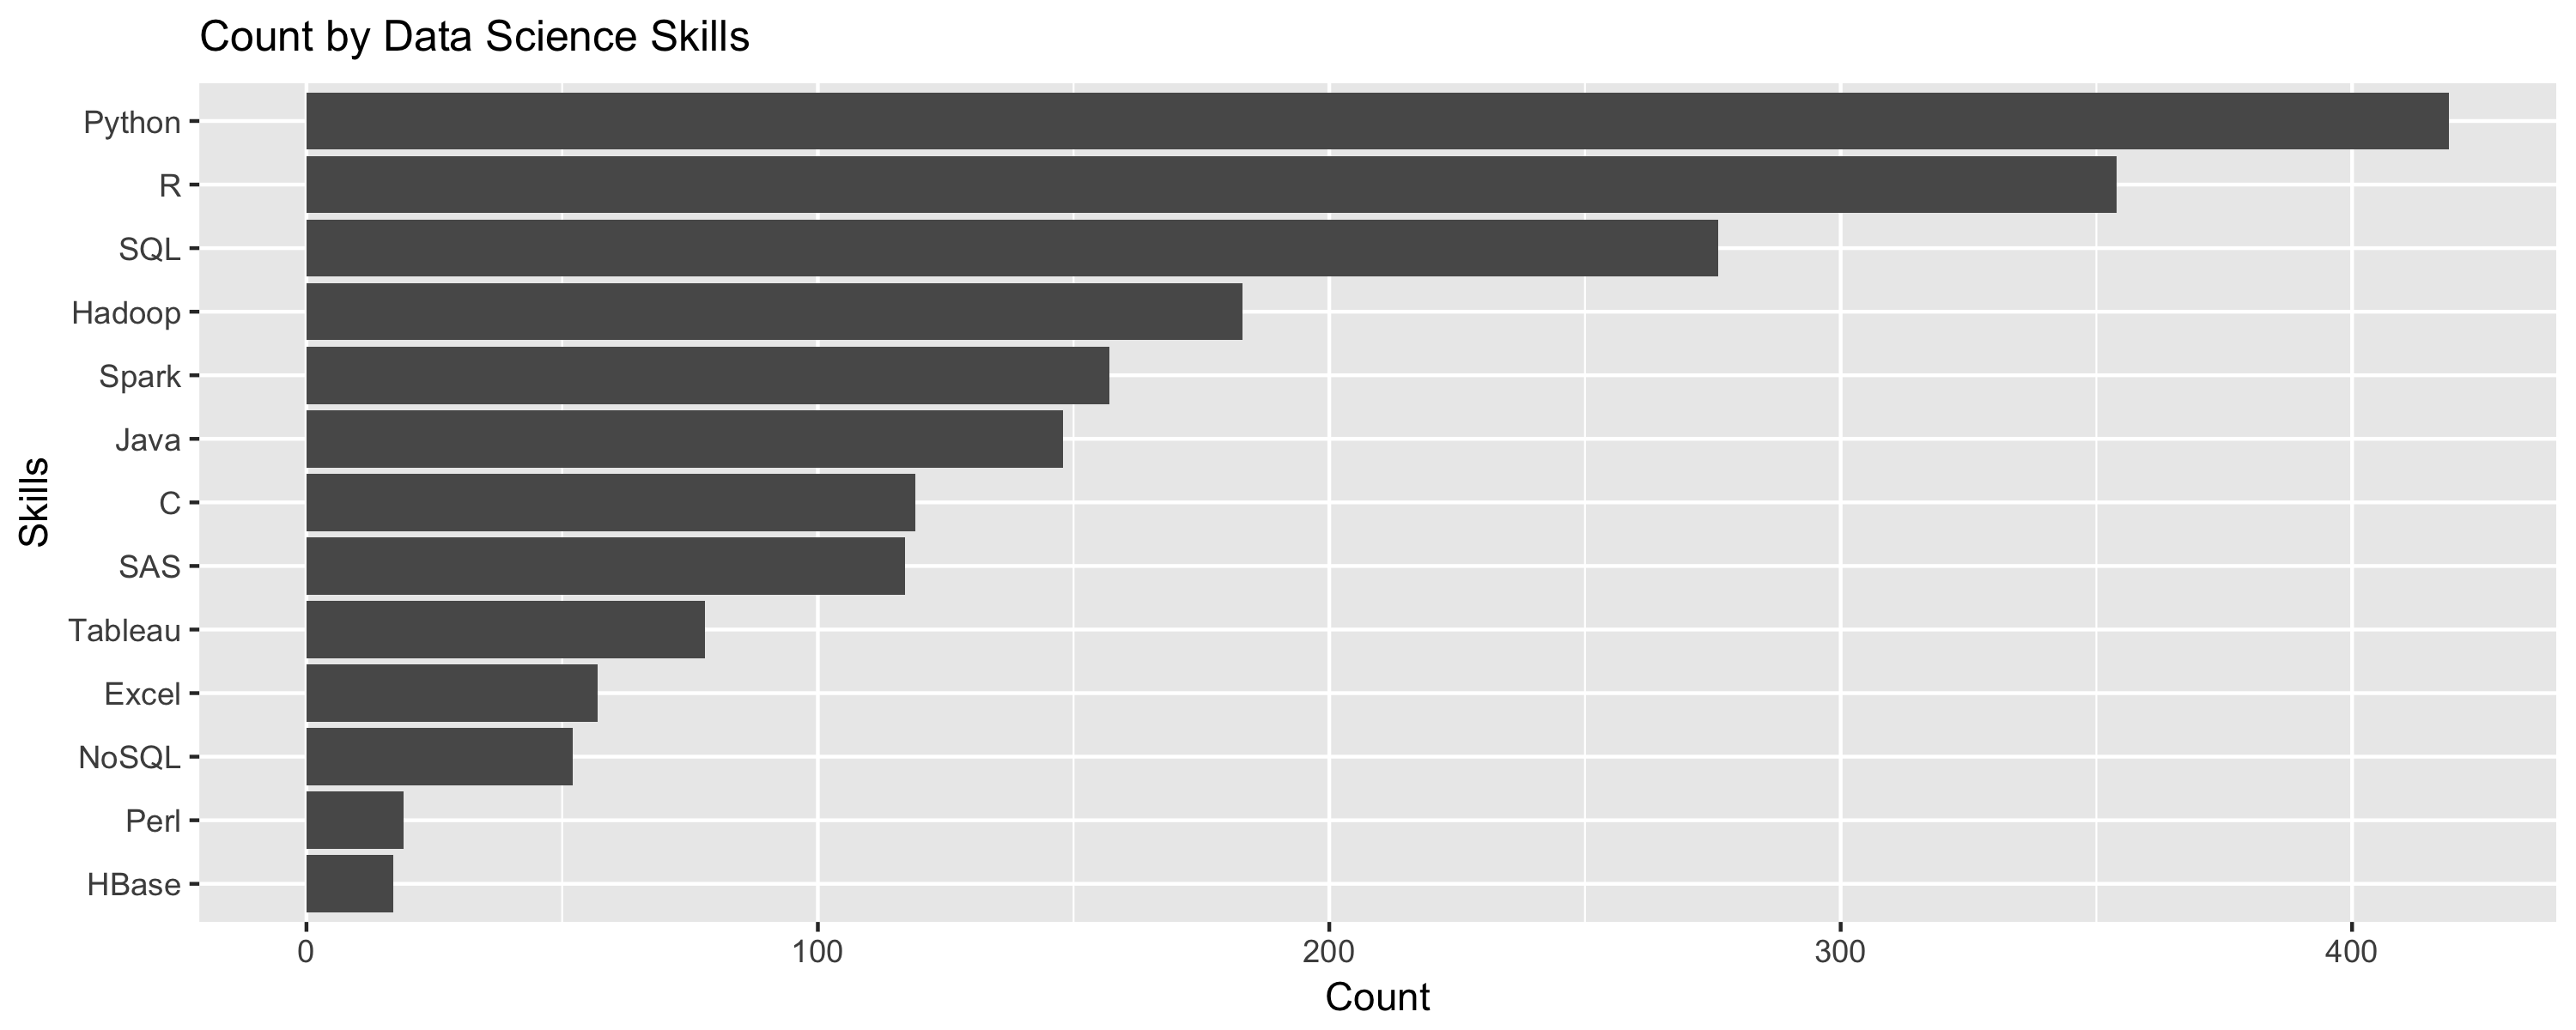 Count by Data Science Skills
Skills
Python
R
SQL
Hadoop
Spark
Java
C
SAS
Tableau
Excel
NoSQL
Perl
HBase
0 100 200 300 400
Count